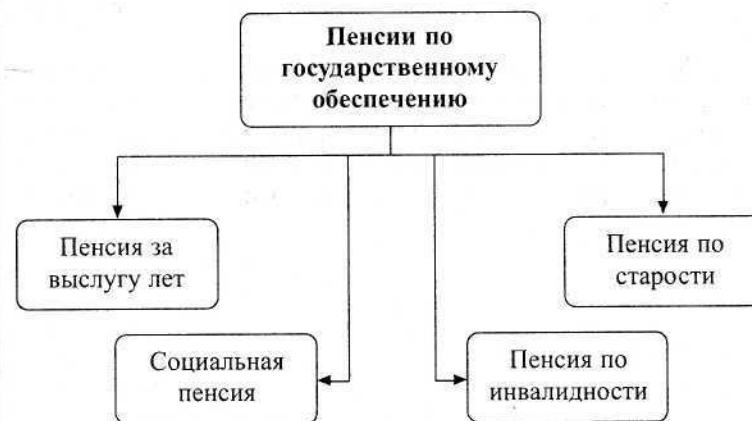 Пенсии по
государственному
обеспечению
Пенсия за
выслугу лет
Пенсия по
старости
Социальная
пенсия
Пенсия по
инвалидности